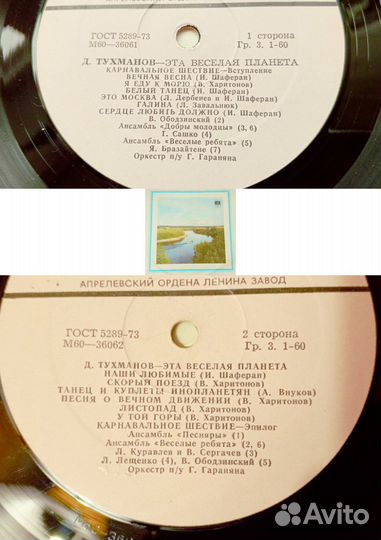 ГОСТ 5289-73
М60—36061
1 сторона
Гр. 3. 1-60
Д. ТУХМАНОВ—ЭТА ВЕСЕЛАЯ ПЛАНЕТА
КАРНАВАЛЬНОЕ ШЕСТВИЕ—Вступление
ВЕЧНАЯ ВЕСНА (И. Шаферан)
Я ЕДУ К МОРЮ (В. Харитонов)
БЕЛЫЙ ТАНЕЦ (И. Шаферан)
ЭТО МОСКВА (Л. Дербенев и И. Шаферан)
ГАЛИНА (Л. Завальнюк)
СЕРДЦЕ ЛЮБИТЬ ДОЛЖНО (И. Шаферан)
В. Ободзинский (2)
Ансамбль «Добры молодцы» (3, 6)
Г. Сашко (4)
Ансамбль «Веселые ребята» (5)
Я. Бразайтене (7)
Оркестр п/у Г. Гараняна
АПРЕЛЕВСКИЙ ОРДЕНА ЛЕНИНА ЗАВОД
ГОСТ 5289-73
М60—36062
2 сторона
Гр. 3. 1-60
Д. ТУХМАНОВ—ЭТА ВЕСЕЛАЯ ПЛАНЕТА
НАШИ ЛЮБИМЫЕ (И. Шаферан)
СКОРЫЙ ПОЕЗД (В. Харитонов)
ТАНЕЦ И КУПЛЕТЫ ИНОПЛАНЕТЯН (А. Внуков)
ПЕСНЯ О ВЕЧНОМ ДВИЖЕНИИ (В. Харитонов)
ЛИСТОПАД (В. Харитонов)
У ТОЙ ГОРЫ (В. Харитонов)
КАРНАВАЛЬНОЕ ШЕСТВИЕ—Эпилог
Ансамбль «Песняры» (1)
Ансамбль «Веселые ребята» (2, 6)
Л. Куравлев и В. Сергачев (3)
Л. Лещенко (4), В. Ободзинский (5)
Оркестр п/у Г. Гараняна
Avito